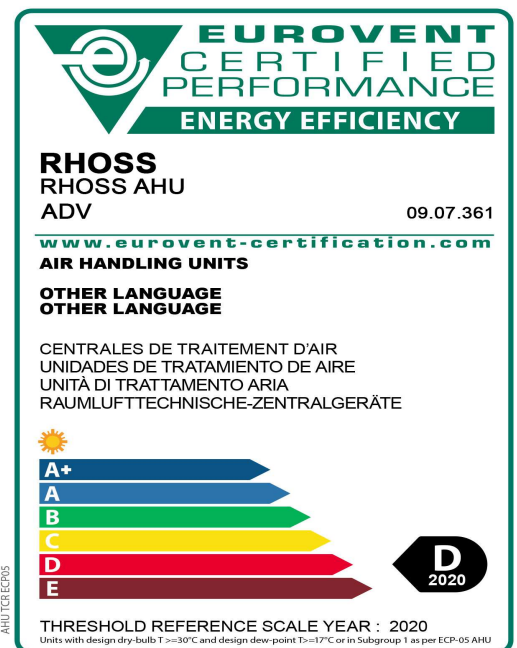 EUROVENT
CERTIFIED
PERFORMANCE
ENERGY EFFICIENCY
RHOSS
RHOSS AHU
ADV 09.07.361
www.eurovent-certification.com
AIR HANDLING UNITS
OTHER LANGUAGE
OTHER LANGUAGE
CENTRALES DE TRAITEMENT D'AIR
UNIDADES DE TRATAMIENTO DE AIRE
UNITÀ DI TRATTAMENTO ARIA
RAUMLUFTTECHNISCHE-ZENTRALGERÄTE
A+
A
B
C
D
E
D
2020
THRESHOLD REFERENCE SCALE YEAR : 2020
Units with design dry-bulb T >=30°C and design dew-point T>=17°C or in Subgroup 1 as per ECP-05 AHU
AHU TCR ECP05